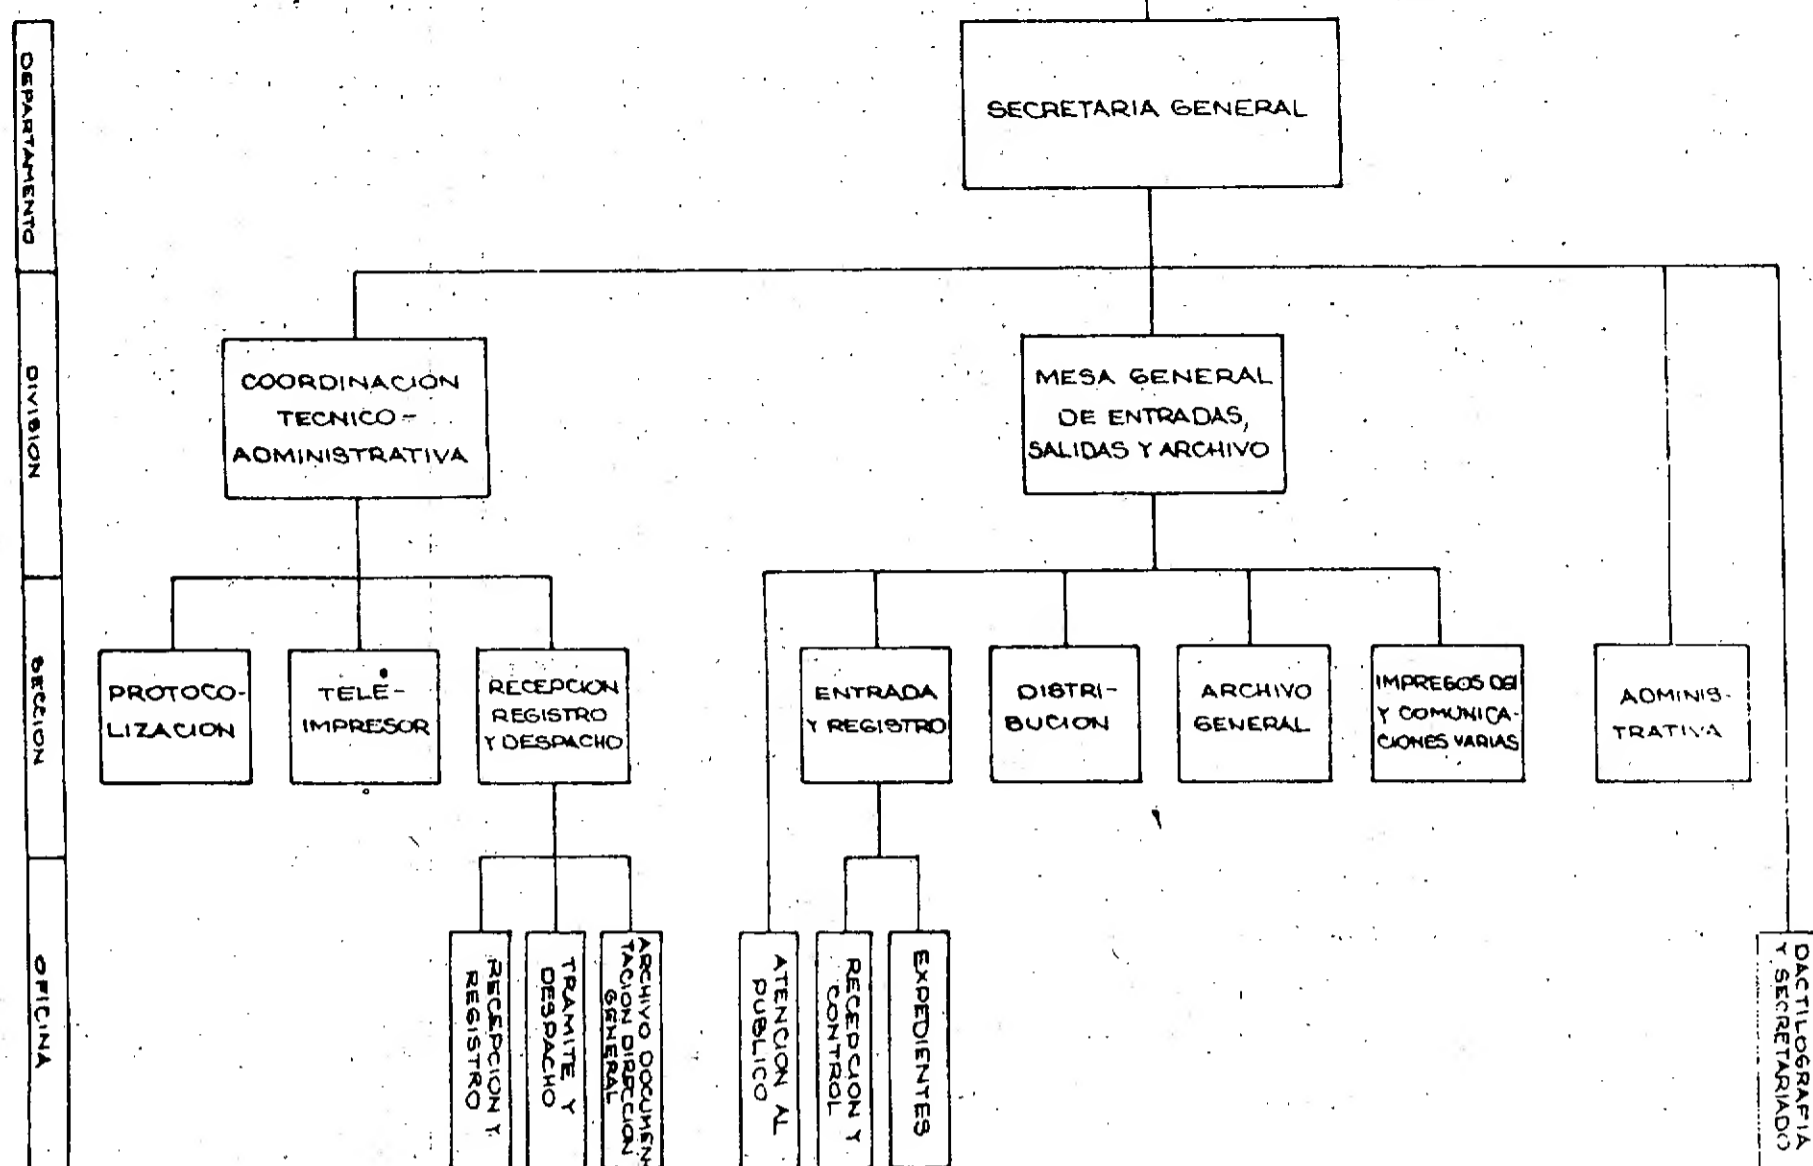 DEPARTAMENTO
SECRETARIA GENERAL
DIVISION
COORDINACION
TECNICO-
ADMINISTRATIVA
MESA GENERAL
DE ENTRADAS,
SALIDAS Y ARCHIVO
SECCION
PROTOCO-
LIZACION
TELE-
IMPRESOR
RECEPCION
REGISTRO
Y DESPACHO
ENTRADA
Y REGISTRO
DISTRI-
BUCION
ARCHIVO
GENERAL
IMPRESOS
Y COMUNICA-
CIONES VARIAS
ADMINIS-
TRATIVA
OFICINA
RECEPCION Y
REGISTRO
TRAMITE Y
DESPACHO
ARCHIVO DOCUMEN-
TACION DIRECCION
GENERAL
ATENCION AL
PUBLICO
RECEPCION Y
CONTROL
EXPEDIENTES
DACTILOGRAFIA
Y SECRETARIADO